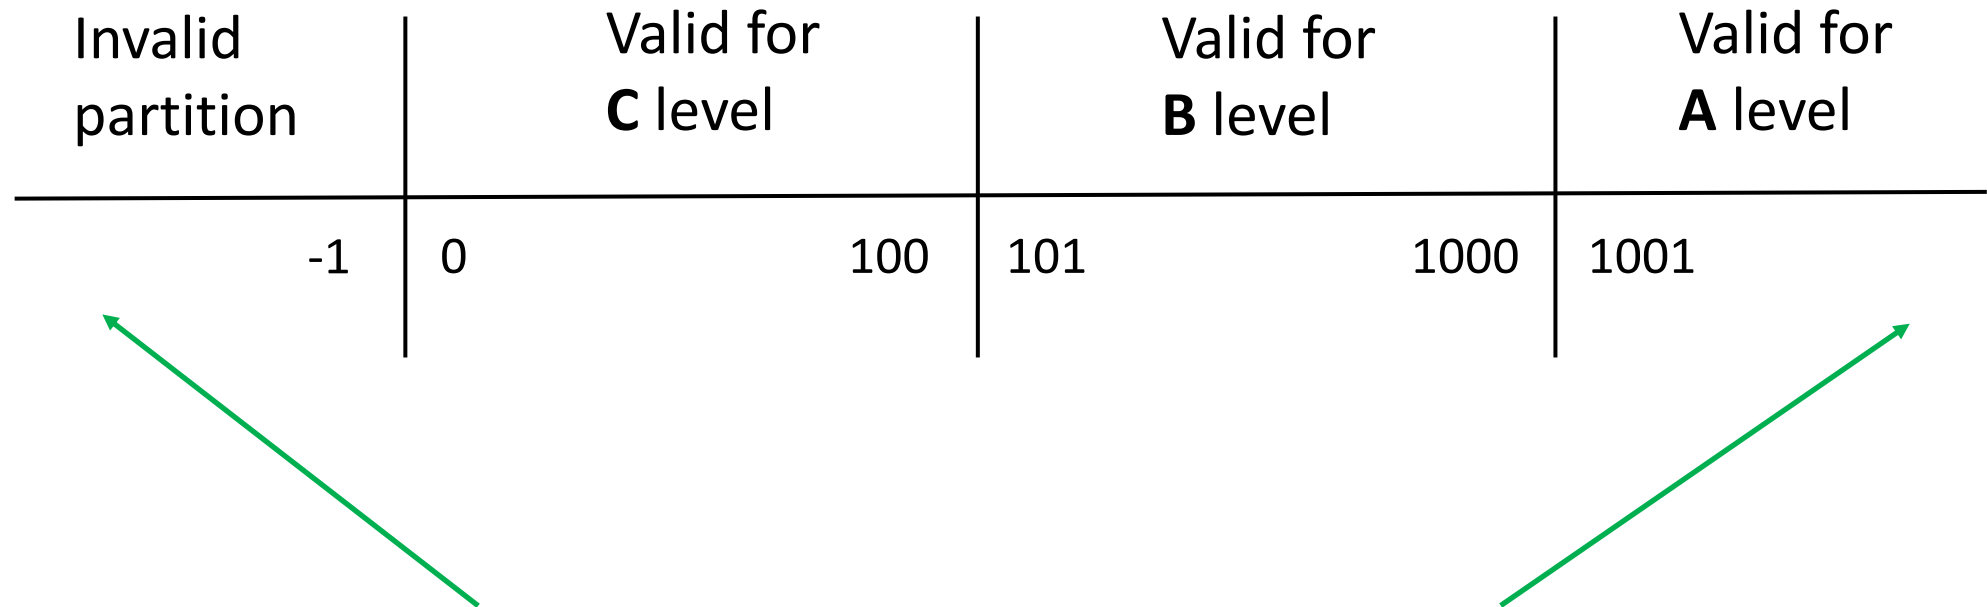 Invalid
partition
Valid for
C level
Valid for
B level
Valid for
A level
-1 0 100 101 1000 1001